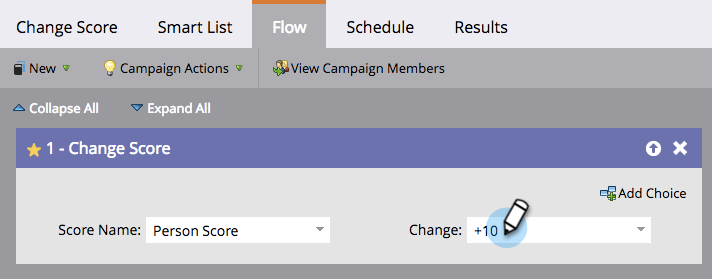 Change Score Smart List Flow Schedule Results
New Campaign Actions View Campaign Members
Collapse All Expand All
1 - Change Score
Add Choice
Score Name: Person Score Change: +10